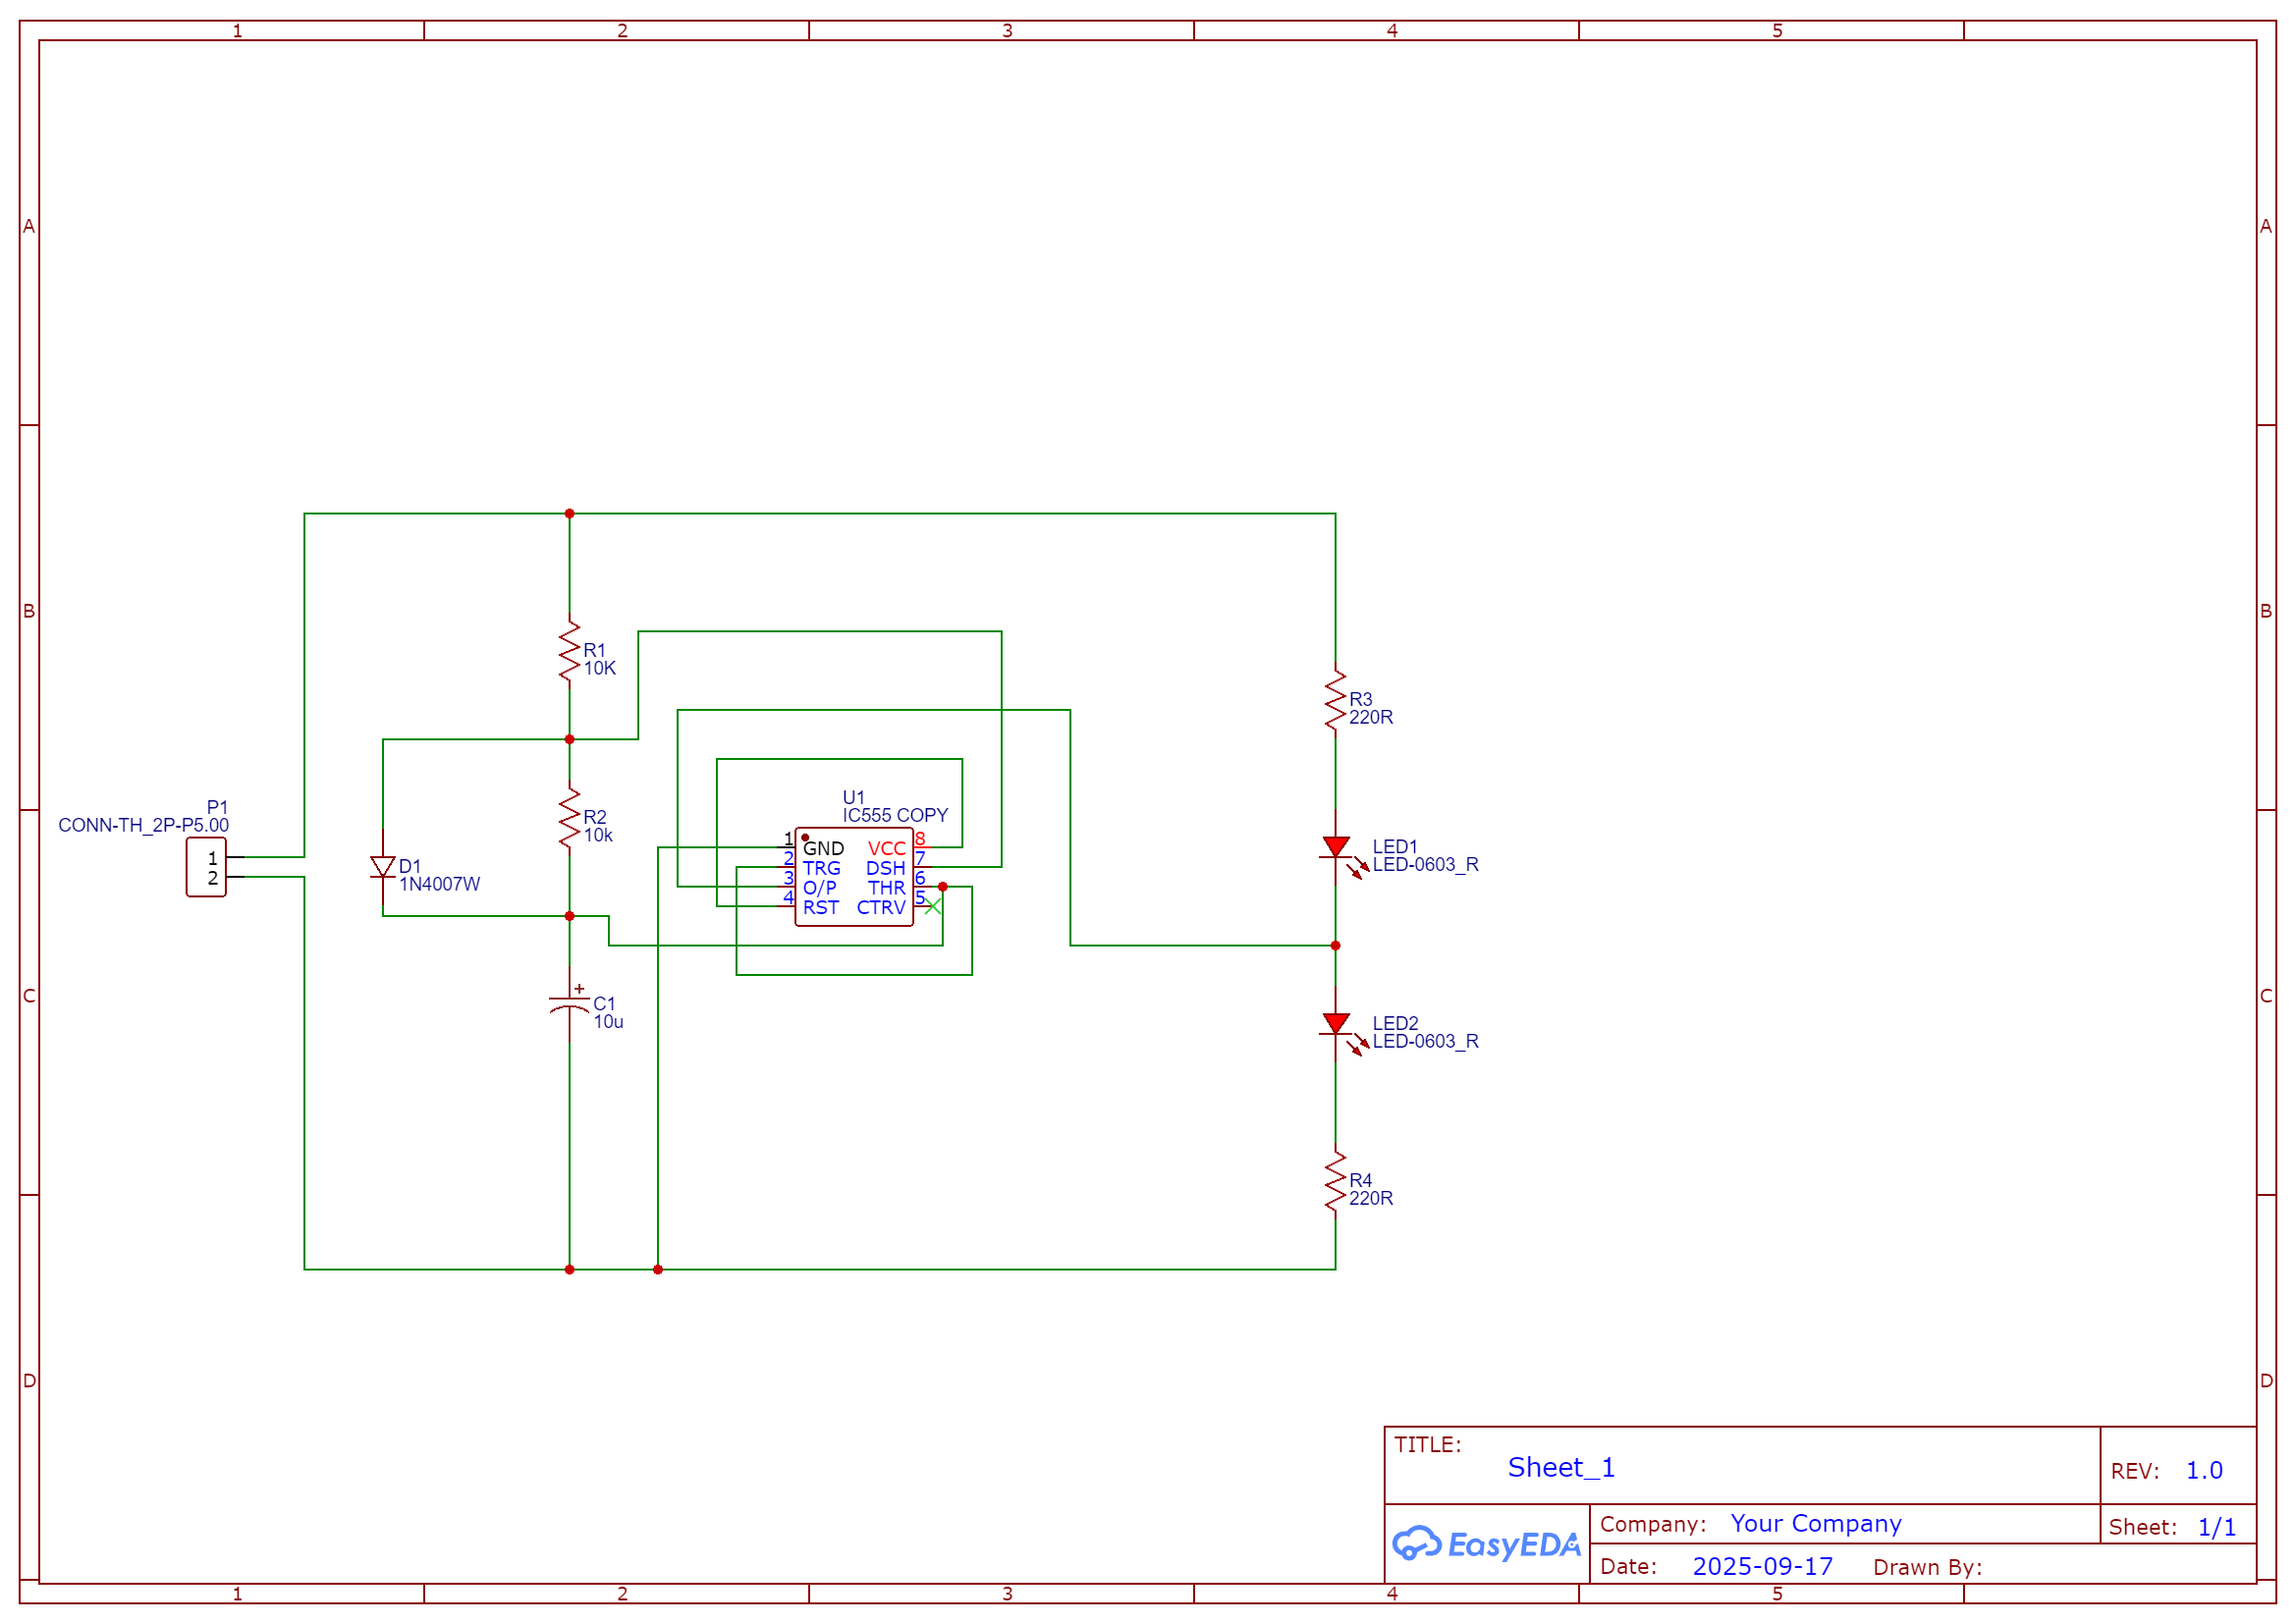 1 2 3 4 5
A A
B B
C C
D D
R1
10K
R3
220R
P1
CONN-TH_2P-P5.00
1
2
R2
10k
D1
1N4007W
U1
IC555 COPY
1 GND VCC 8
2 TRG DSH 7
3 O/P THR 6
4 RST CTRV 5
LED1
LED-0603_R
+
C1
10u
LED2
LED-0603_R
R4
220R
TITLE:
Sheet_1
REV: 1.0
EasyEDA
Company: Your Company
Sheet: 1/1
Date: 2025-09-17 Drawn By:
1 2 3 4 5